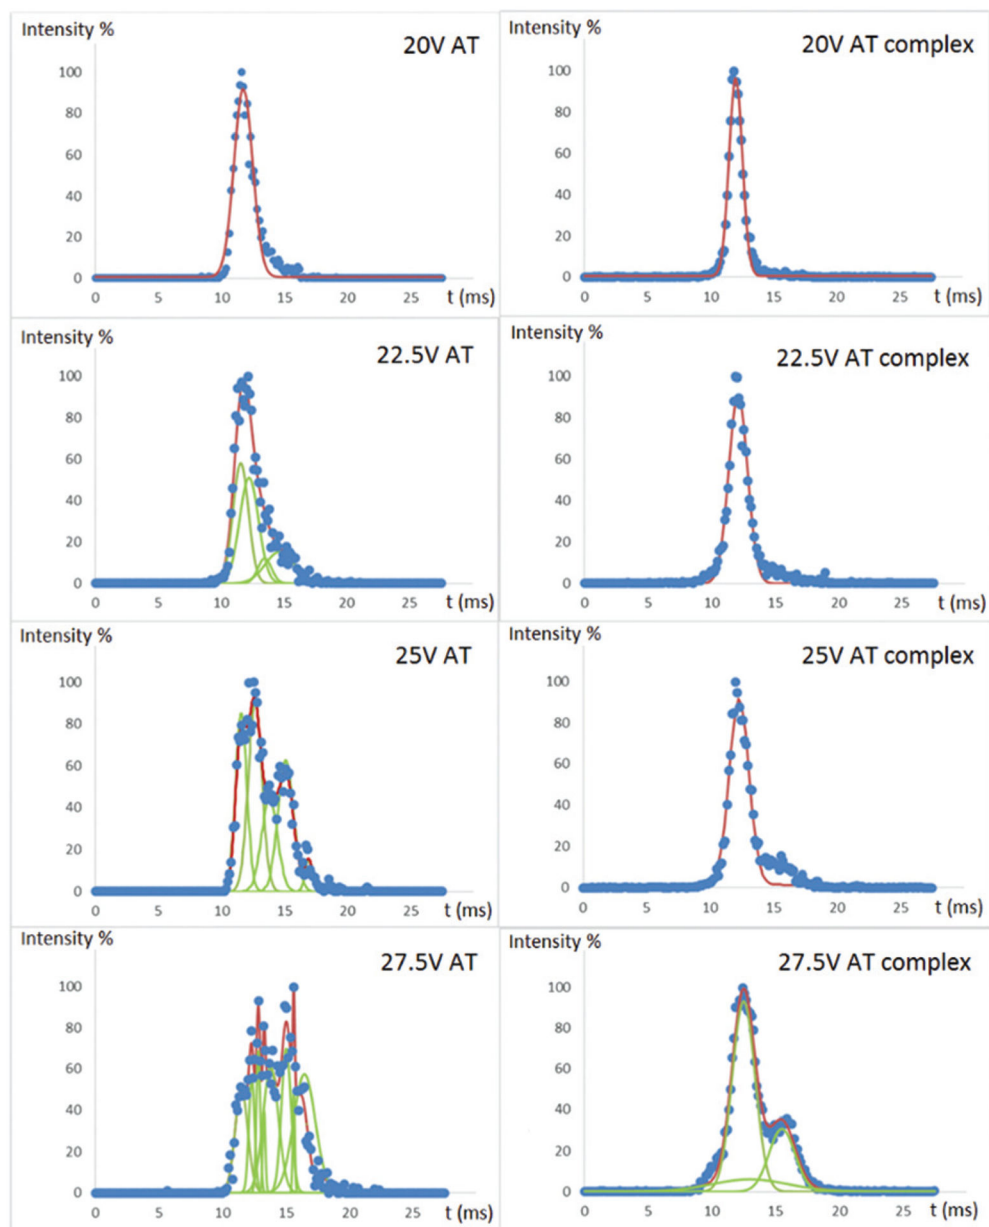 Intensity %
20V AT
100
80
60
40
20
0
0 5 10 15 20 25 t (ms)
Intensity %
20V AT complex
100
80
60
40
20
0
0 5 10 15 20 25 t (ms)
Intensity %
22.5V AT
100
80
60
40
20
0
0 5 10 15 20 25 t (ms)
Intensity %
22.5V AT complex
100
80
60
40
20
0
0 5 10 15 20 25 t (ms)
Intensity %
25V AT
100
80
60
40
20
0
0 5 10 15 20 25 t (ms)
Intensity %
25V AT complex
100
80
60
40
20
0
0 5 10 15 20 25 t (ms)
Intensity %
27.5V AT
100
80
60
40
20
0
0 5 10 15 20 25 t (ms)
Intensity %
27.5V AT complex
100
80
60
40
20
0
0 5 10 15 20 25 t (ms)